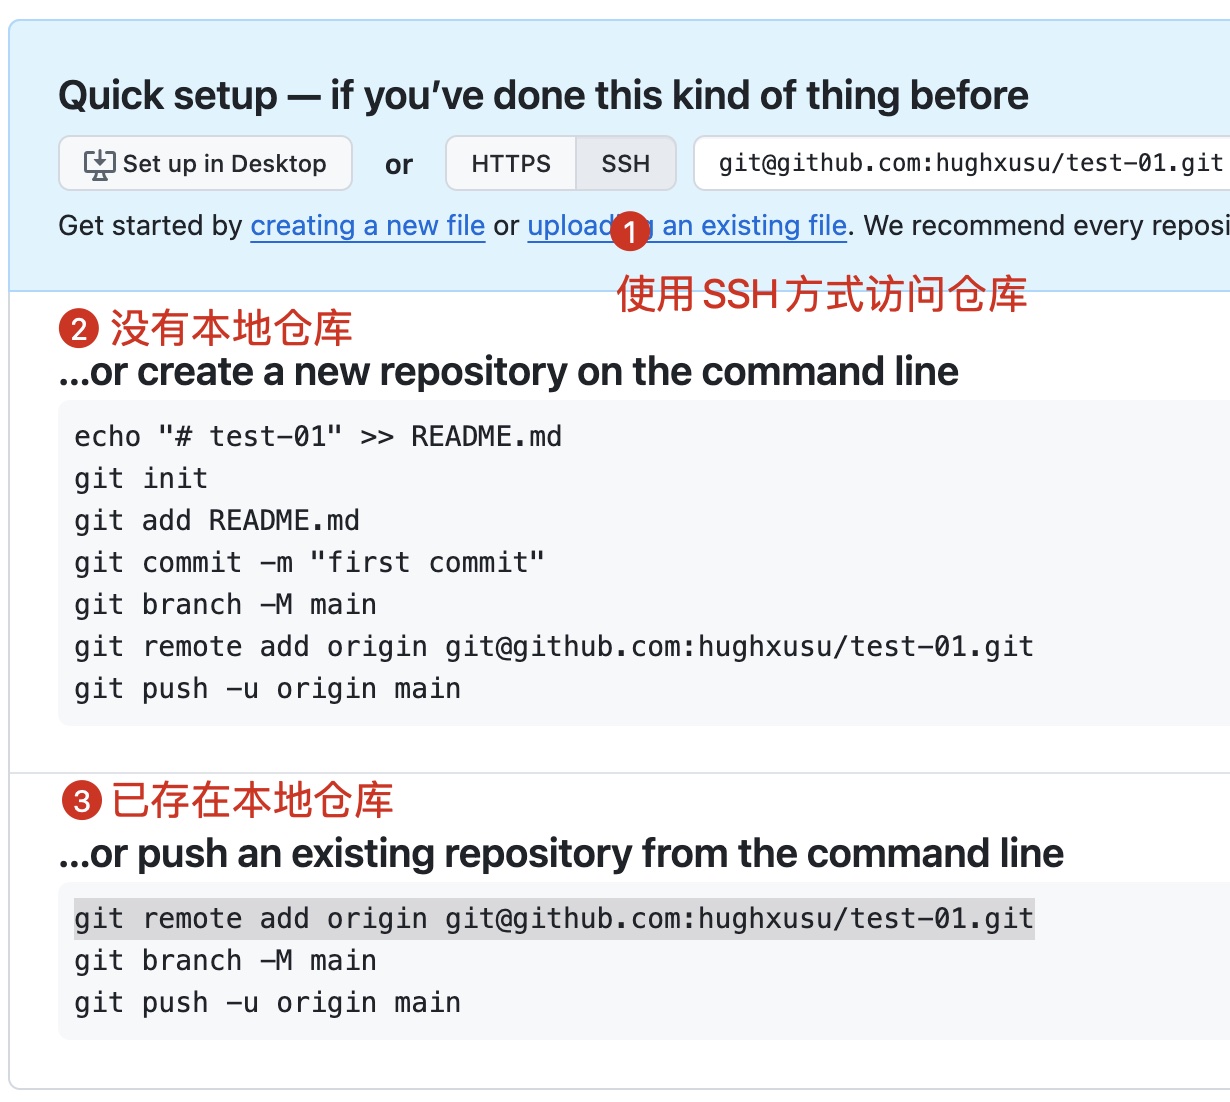 Quick setup — if you’ve done this kind of thing before
Set up in Desktop or HTTPS SSH git@github.com:hughxusu/test-01.git
Get started by creating a new file or uploading an existing file. We recommend every reposi
1
使用 SSH 方式访问仓库
2 没有本地仓库
...or create a new repository on the command line
echo "# test-01" >> README.md
git init
git add README.md
git commit -m "first commit"
git branch -M main
git remote add origin git@github.com:hughxusu/test-01.git
git push -u origin main
3 已存在本地仓库
...or push an existing repository from the command line
git remote add origin git@github.com:hughxusu/test-01.git
git branch -M main
git push -u origin main